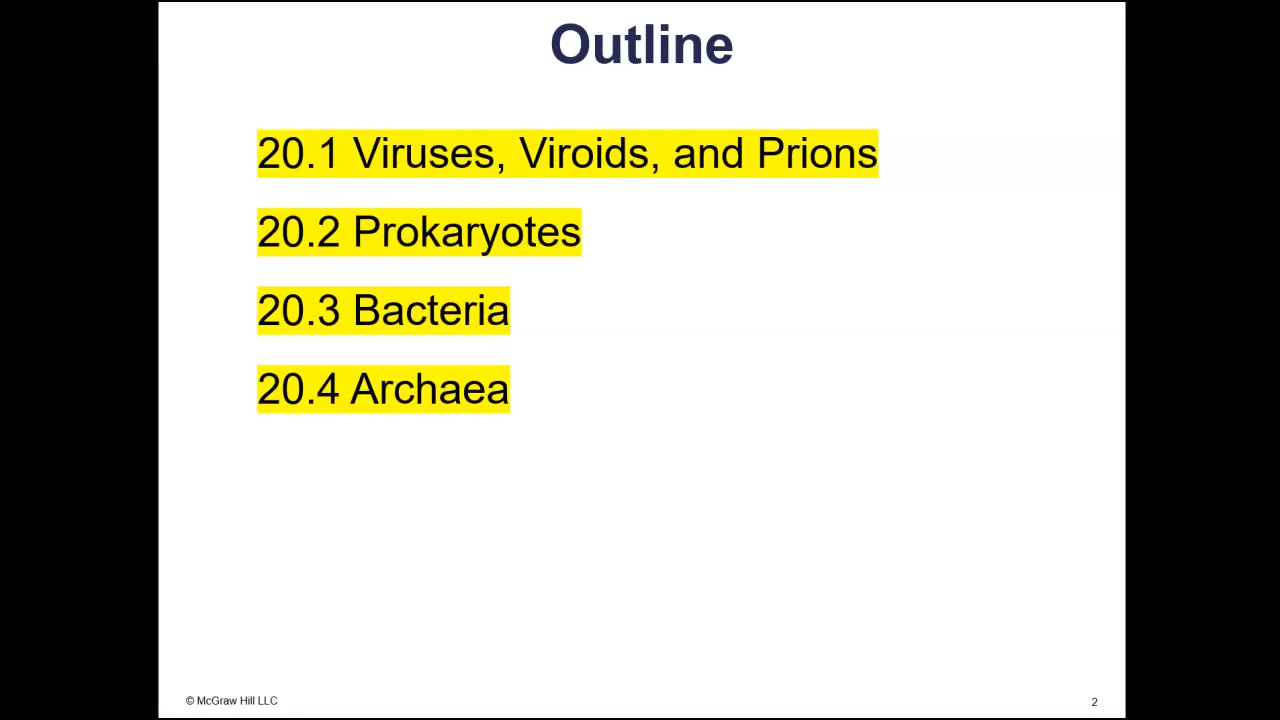 Outline
20.1 Viruses, Viroids, and Prions
20.2 Prokaryotes
20.3 Bacteria
20.4 Archaea
© McGraw Hill LLC
2